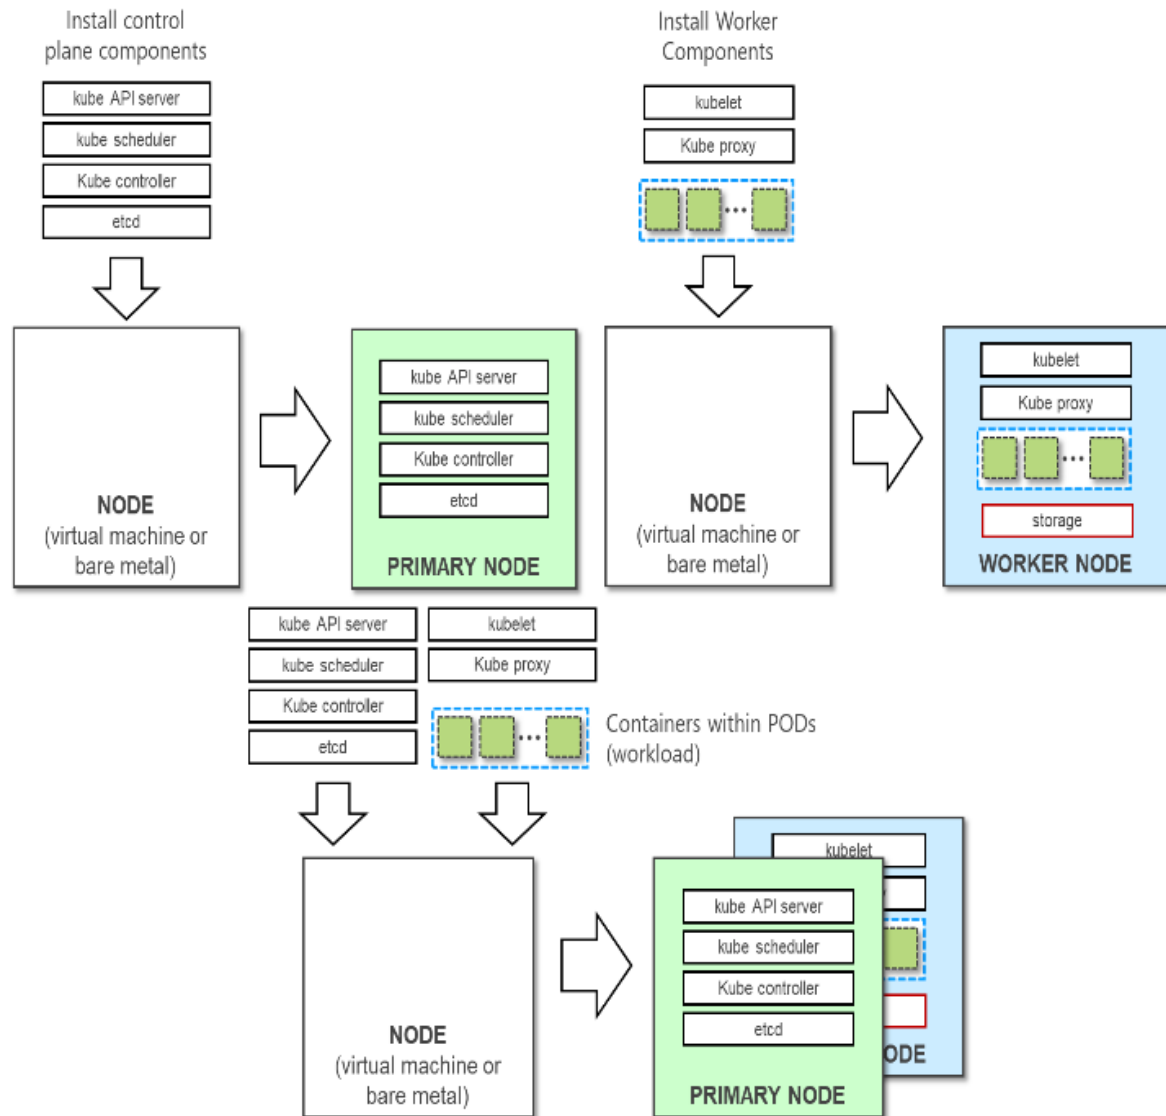 Install control
plane components
kube API server
kube scheduler
Kube controller
etcd
Install Worker
Components
kubelet
Kube proxy
NODE
(virtual machine or
bare metal)
kube API server
kube scheduler
Kube controller
etcd
PRIMARY NODE
NODE
(virtual machine or
bare metal)
kubelet
Kube proxy
storage
WORKER NODE
kube API server
kube scheduler
Kube controller
etcd
kubelet
Kube proxy
Containers within PODs
(workload)
NODE
(virtual machine or
bare metal)
kube API server
kube scheduler
Kube controller
etcd
PRIMARY NODE
kubelet
ODE